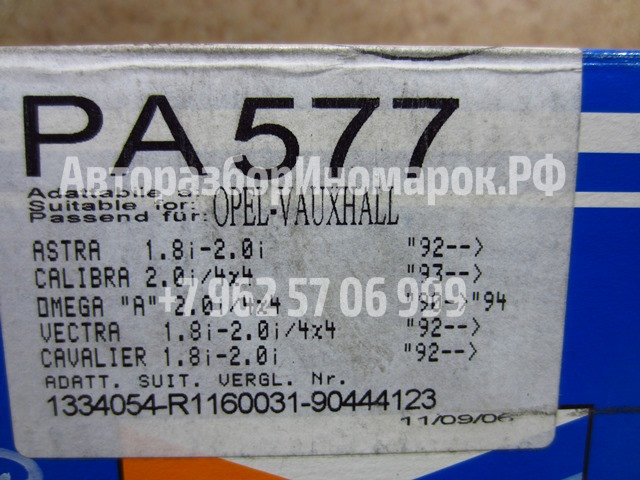 PA577
АвторазборИномарок.РФ
Adattabile a:
Suitable for: OPEL-VAUXHALL
Passend für:
ASTRA 1.8i-2.0i "92-->
CALIBRA 2.0i/4x4 "93-->
+7962 57 06 999
OMEGA "A" 2.0i/4x4 "90->"94
VECTRA 1.8i-2.0i/4x4 "92-->
CAVALIER 1.8i-2.0i "92-->
ADATT. SUIT. VERGL. Nr.
1334054-R1160031-90444123
11/09/06